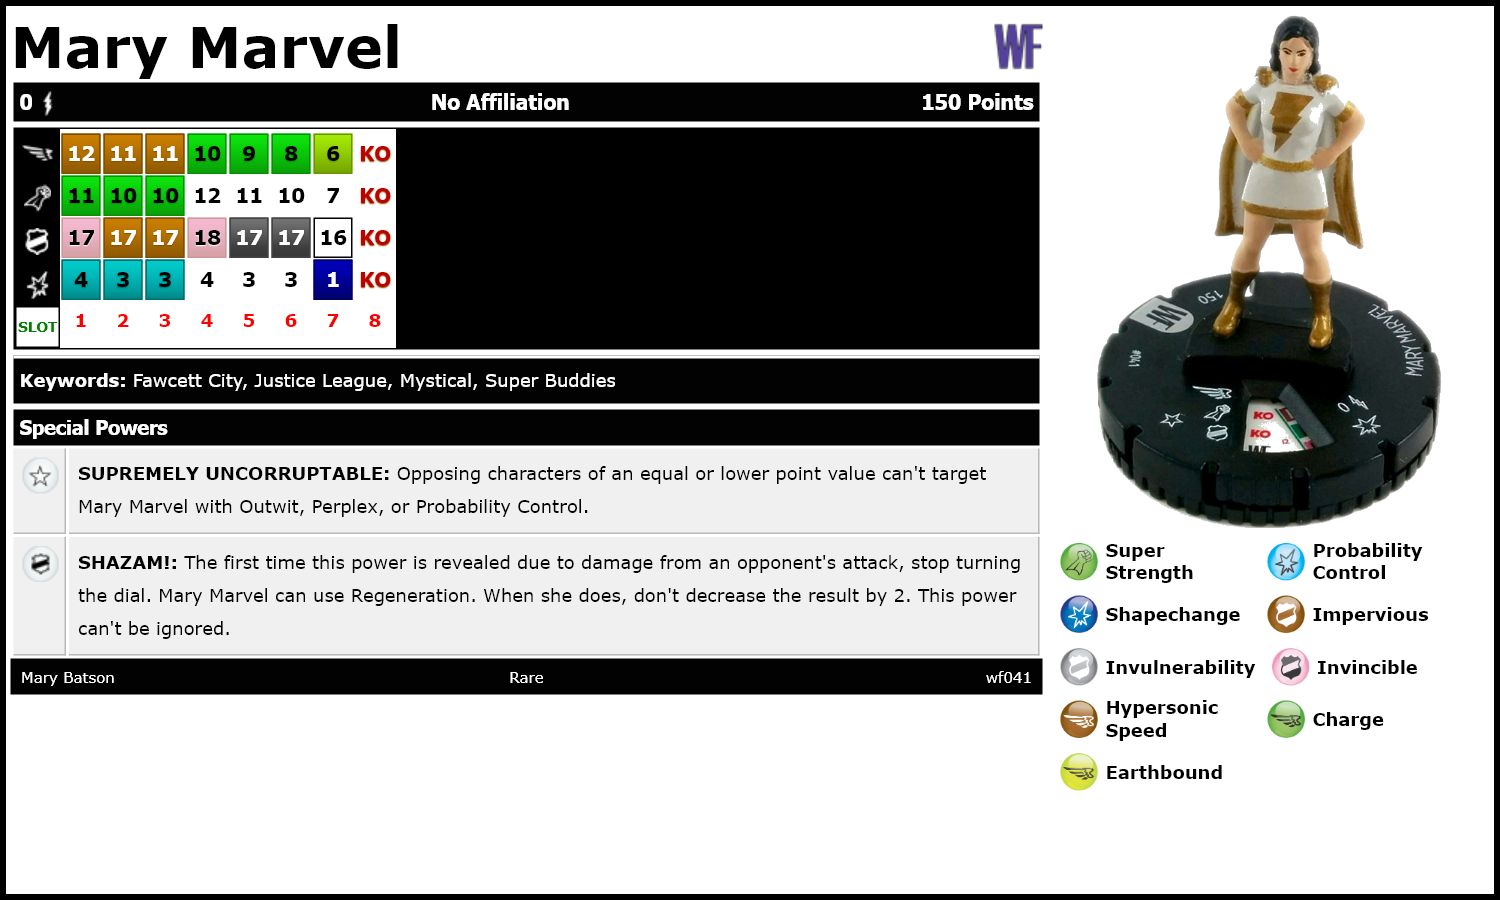 Mary Marvel
WF
0 No Affiliation 150 Points
12 11 11 10 9 8 6 KO
11 10 10 12 11 10 7 KO
17 17 17 18 17 17 16 KO
4 3 3 4 3 3 1 KO
SLOT 1 2 3 4 5 6 7 8
Keywords: Fawcett City, Justice League, Mystical, Super Buddies
Special Powers
SUPREMELY UNCORRUPTABLE: Opposing characters of an equal or lower point value can't target
Mary Marvel with Outwit, Perplex, or Probability Control.
SHAZAM!: The first time this power is revealed due to damage from an opponent's attack, stop turning
the dial. Mary Marvel can use Regeneration. When she does, don't decrease the result by 2. This power
can't be ignored.
Mary Batson Rare wf041
WF
150
#041
MARY MARVEL
0
KO
KO
12
Super
Strength
Probability
Control
Shapechange
Impervious
Invulnerability
Invincible
Hypersonic
Speed
Charge
Earthbound